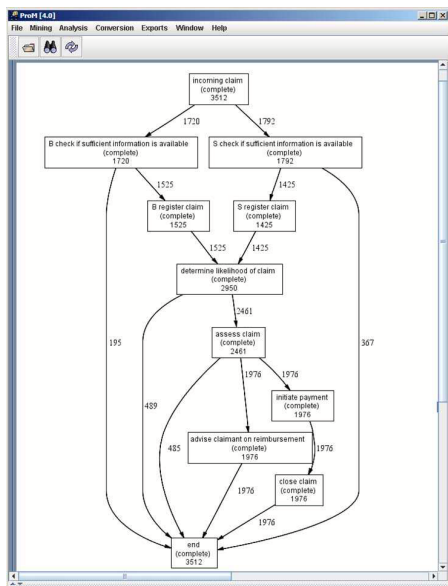 ProM [4.0]
File Mining Analysis Conversion Exports Window Help
incoming claim
(complete)
3512
1720
1792
B check if sufficient information is available
(complete)
1720
S check if sufficient information is available
(complete)
1792
1525
1425
B register claim
(complete)
1525
S register claim
(complete)
1425
1525
1425
determine likelihood of claim
(complete)
2950
2461
195
367
assess claim
(complete)
2461
1976
1976
initiate payment
(complete)
1976
489
485
advise claimant on reimbursement
(complete)
1976
1976
close claim
(complete)
1976
1976
1976
end
(complete)
3512